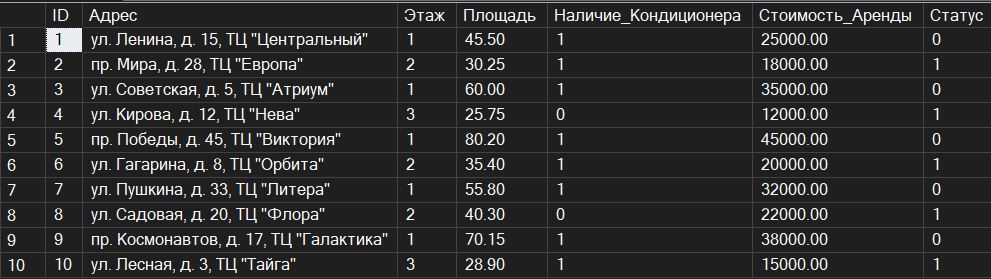 ID Адрес Этаж Площадь Наличие_Кондиционера Стоимость_Аренды Статус
1 1 ул. Ленина, д. 15, ТЦ "Центральный" 1 45.50 1 25000.00 0
2 2 пр. Мира, д. 28, ТЦ "Европа" 2 30.25 1 18000.00 1
3 3 ул. Советская, д. 5, ТЦ "Атриум" 1 60.00 1 35000.00 0
4 4 ул. Кирова, д. 12, ТЦ "Нева" 3 25.75 0 12000.00 1
5 5 пр. Победы, д. 45, ТЦ "Виктория" 1 80.20 1 45000.00 0
6 6 ул. Гагарина, д. 8, ТЦ "Орбита" 2 35.40 1 20000.00 1
7 7 ул. Пушкина, д. 33, ТЦ "Литера" 1 55.80 1 32000.00 0
8 8 ул. Садовая, д. 20, ТЦ "Флора" 2 40.30 0 22000.00 1
9 9 пр. Космонавтов, д. 17, ТЦ "Галактика" 1 70.15 1 38000.00 0
10 10 ул. Лесная, д. 3, ТЦ "Тайга" 3 28.90 1 15000.00 1